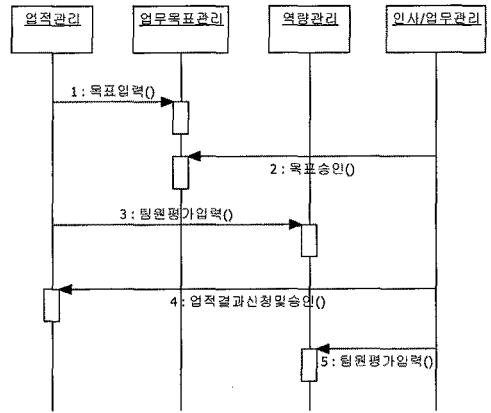 업적관리
업무목표관리
역량관리
인사/업무관리
1 : 목표입력()
2 : 목표승인()
3 : 팀원평가입력()
4 : 업적결과신청및승인()
5 : 팀원평가입력()